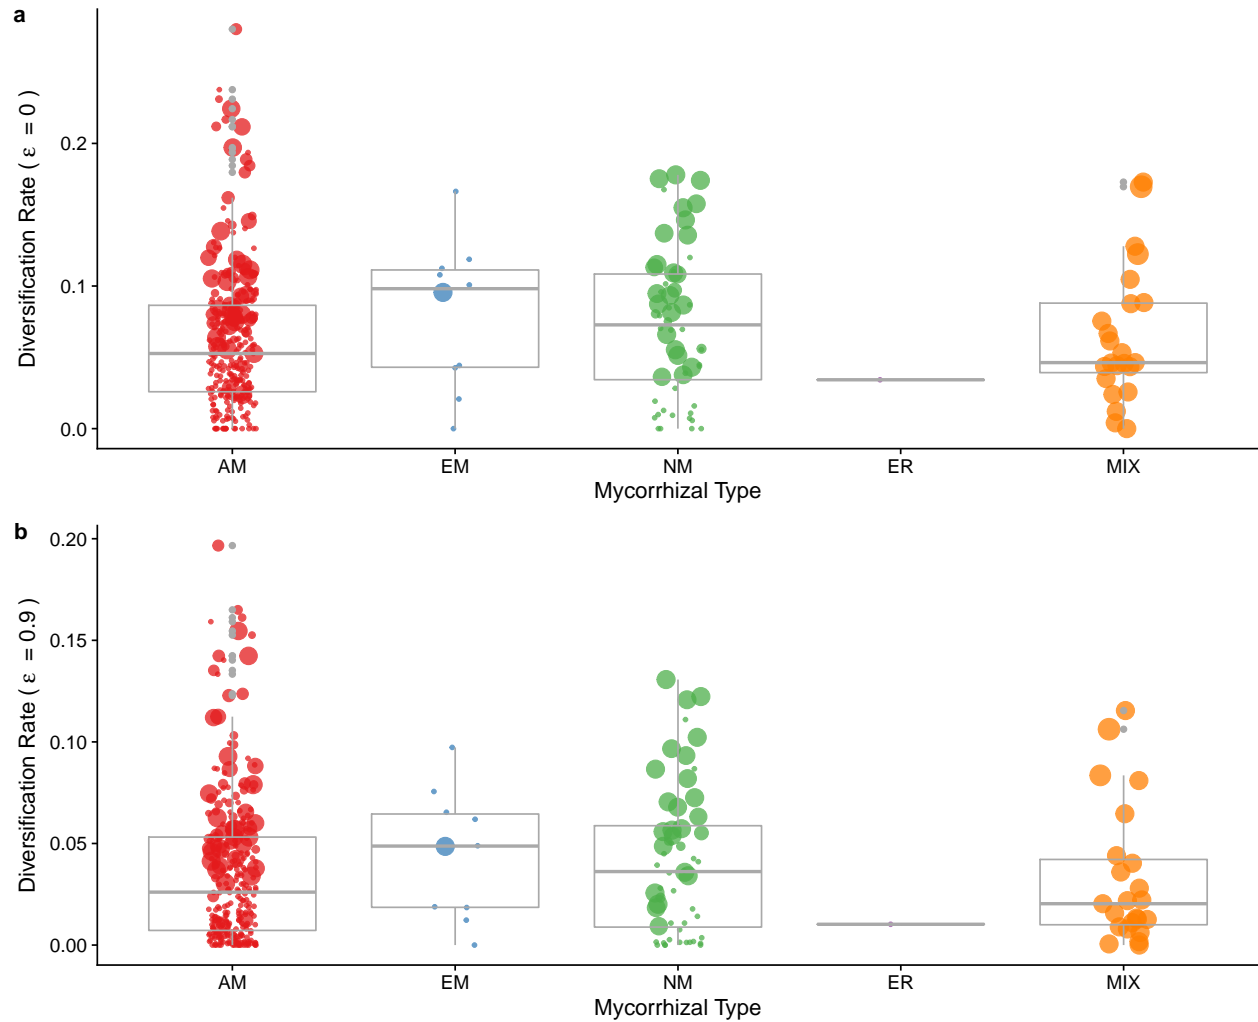 a
Diversification Rate ( ε = 0 )
0.2
0.1
0.0
AM EM NM ER MIX
Mycorrhizal Type
b
Diversification Rate ( ε = 0.9 )
0.20
0.15
0.10
0.05
0.00
AM EM NM ER MIX
Mycorrhizal Type